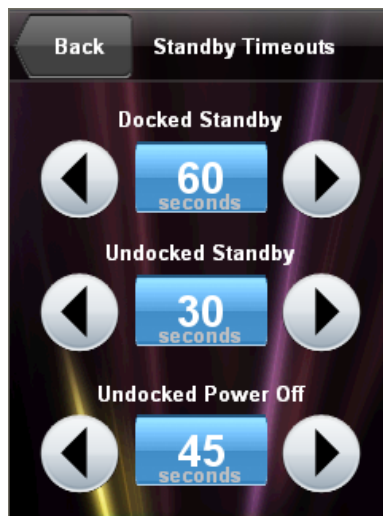 Back
Standby Timeouts
Docked Standby
60
seconds
Undocked Standby
30
seconds
Undocked Power Off
45
seconds